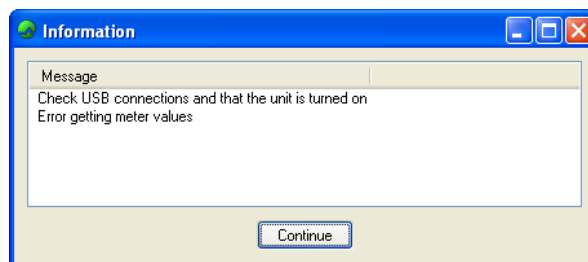 Information
Message
Check USB connections and that the unit is turned on
Error getting meter values
Continue